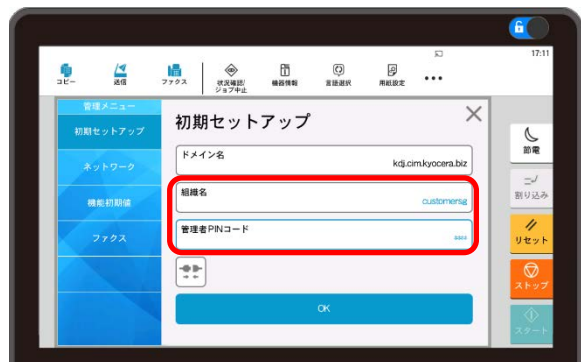 17:11
コピー
送信
ファクス
状況確認/
ジョブ中止
機器情報
言語選択
用紙設定
管理メニュー
初期セットアップ
ネットワーク
機能初期値
ファクス
初期セットアップ
ドメイン名
kdj.cim.kyocera.biz
組織名
customersg
管理者PINコード
OK
節電
割り込み
リセット
ストップ
スタート